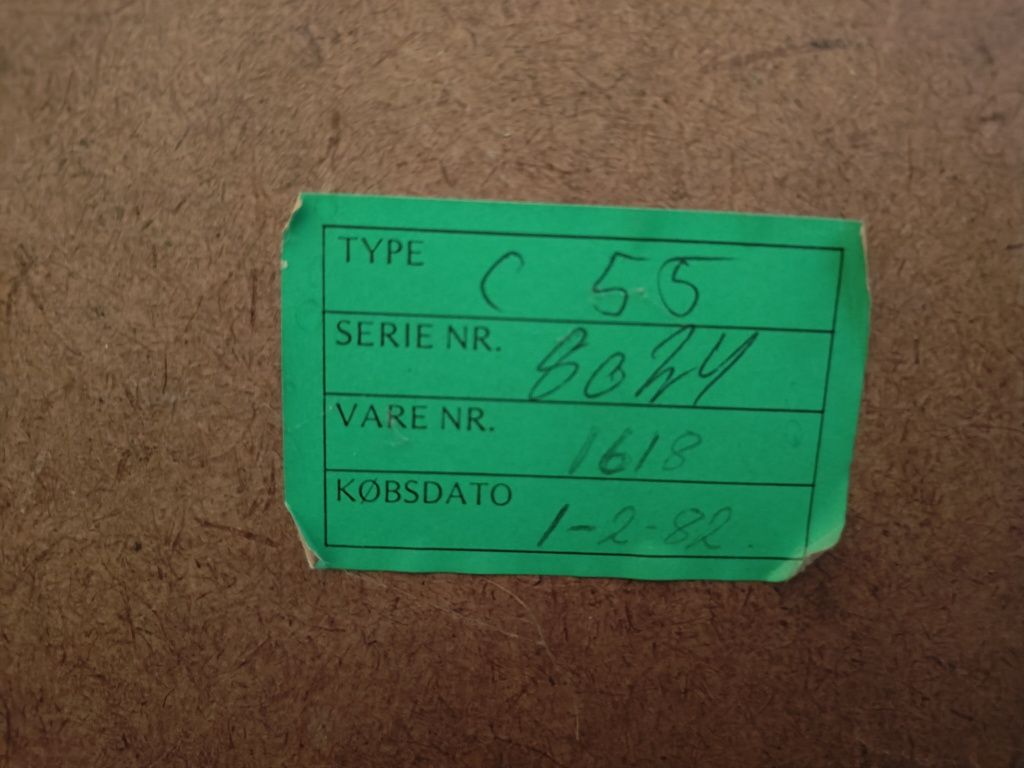 TYPE C 55
SERIE NR. 8024
VARE NR. 1618
KØBSDATO 1-2-82.